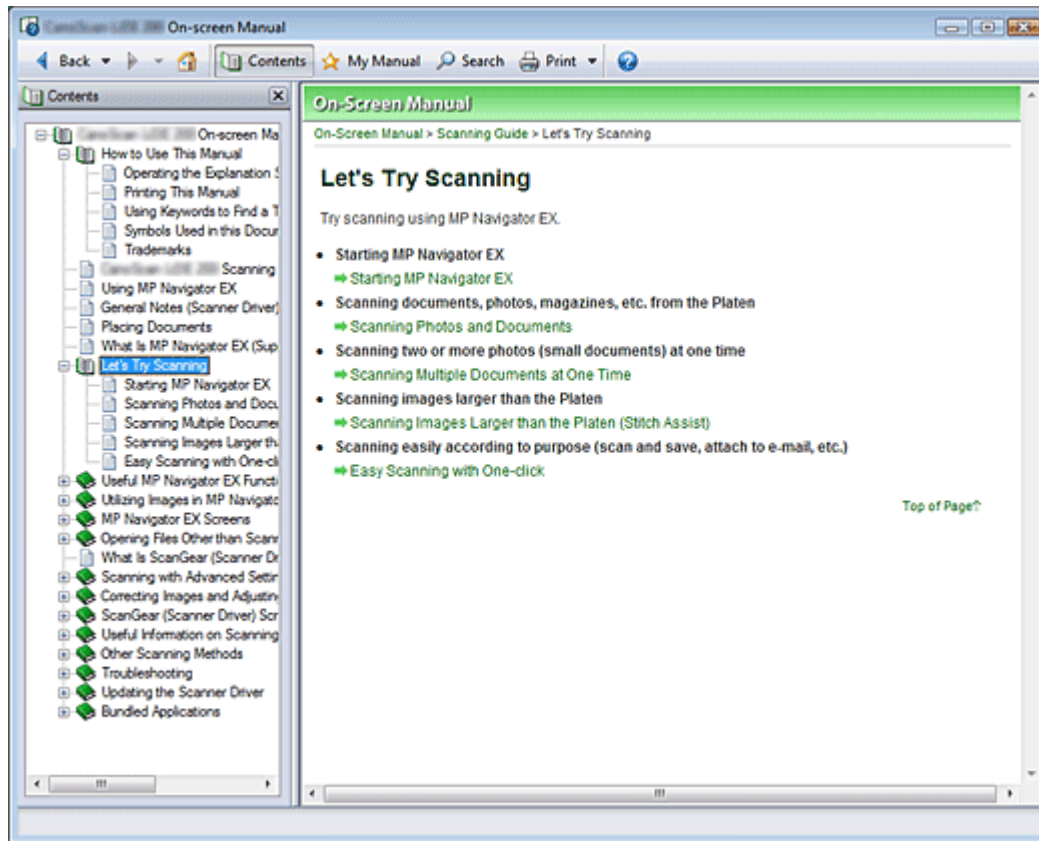 On-screen Manual
Back
Contents
My Manual
Search
Print
Contents
On-screen Ma
How to Use This Manual
Operating the Explanation S
Printing This Manual
Using Keywords to Find a T
Symbols Used in this Docur
Trademarks
Scanning
Using MP Navigator EX
General Notes (Scanner Driver)
Placing Documents
What Is MP Navigator EX (Sup
Let's Try Scanning
Starting MP Navigator EX
Scanning Photos and Docu
Scanning Multiple Documer
Scanning Images Larger tha
Easy Scanning with One-cli
Useful MP Navigator EX Functi
Utilizing Images in MP Navigato
MP Navigator EX Screens
Opening Files Other than Scann
What Is ScanGear (Scanner Dr
Scanning with Advanced Settin
Correcting Images and Adjusting
ScanGear (Scanner Driver) Scr
Useful Information on Scanning
Other Scanning Methods
Troubleshooting
Updating the Scanner Driver
Bundled Applications
On-Screen Manual
On-Screen Manual > Scanning Guide > Let's Try Scanning
Let's Try Scanning
Try scanning using MP Navigator EX.
Starting MP Navigator EX
Starting MP Navigator EX
Scanning documents, photos, magazines, etc. from the Platen
Scanning Photos and Documents
Scanning two or more photos (small documents) at one time
Scanning Multiple Documents at One Time
Scanning images larger than the Platen
Scanning Images Larger than the Platen (Stitch Assist)
Scanning easily according to purpose (scan and save, attach to e-mail, etc.)
Easy Scanning with One-click
Top of Page↑